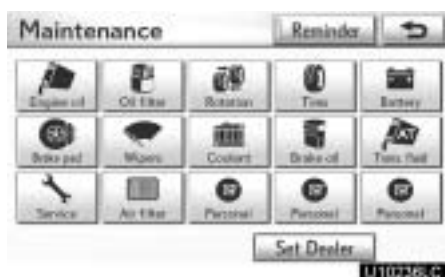 Maintenance Reminder
Engine oil Oil filter Rotation Tires Battery
Brake pad Wipers Coolant Brake oil Trans. fluid
Service Air filter Personal Personal Personal
Set Dealer